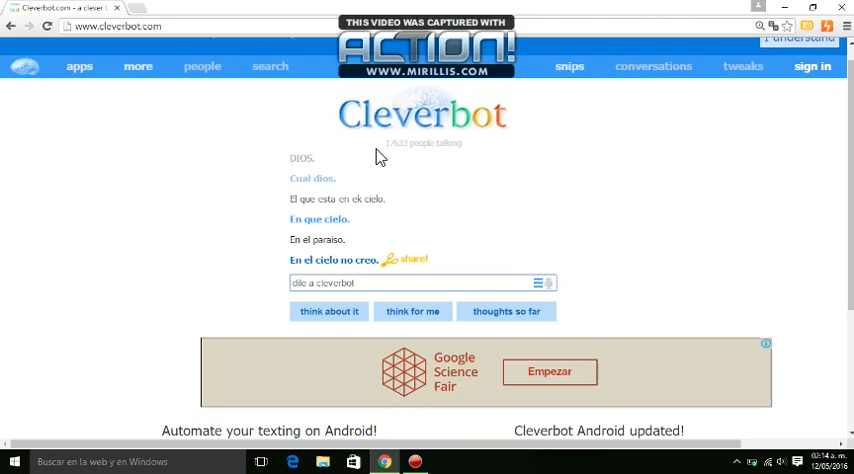 Cleverbot.com - a clever b
www.cleverbot.com
THIS VIDEO WAS CAPTURED WITH
ACTION!
WWW.MIRILLIS.COM
I understand
apps more people search snips conversations tweaks sign in
Cleverbot
17633 people talking
DIOS.
Cual dios.
El que esta en ek cielo.
En que cielo.
En el paraiso.
En el cielo no creo. share!
dile a cleverbot
think about it think for me thoughts so far
Google
Science
Fair
Empezar
Automate your texting on Android! Cleverbot Android updated!
Buscar en la web y en Windows
02:14 a. m.
12/05/2016